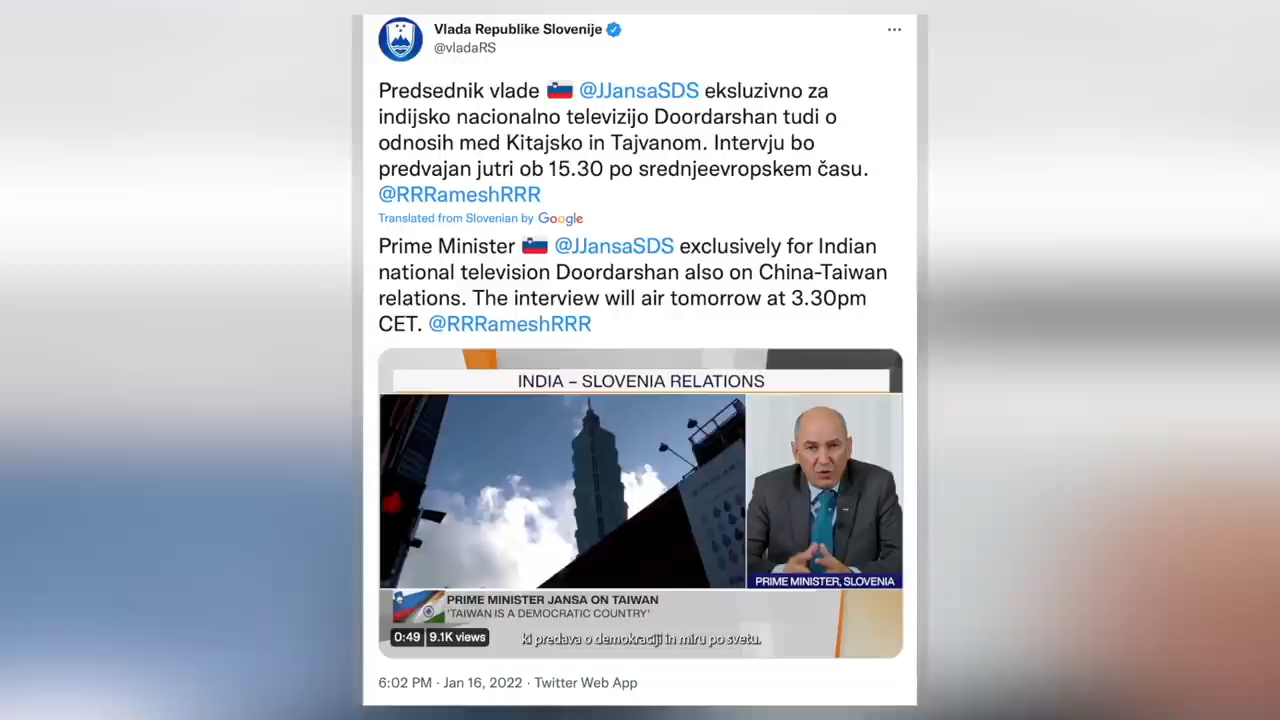 Vlada Republike Slovenije
@vladaRS
Predsednik vlade @JJansaSDS eksluzivno za
indijsko nacionalno televizijo Doordarshan tudi o
odnosih med Kitajsko in Tajvanom. Intervju bo
predvajan jutri ob 15.30 po srednjeevropskem času.
@RRRameshRRR
Translated from Slovenian by Google
Prime Minister @JJansaSDS exclusively for Indian
national television Doordarshan also on China-Taiwan
relations. The interview will air tomorrow at 3.30pm
CET. @RRRameshRRR
INDIA – SLOVENIA RELATIONS
PRIME MINISTER, SLOVENIA
PRIME MINISTER JANSA ON TAIWAN
'TAIWAN IS A DEMOCRATIC COUNTRY'
0:49 9.1K views
ki predava o demokraciji in miru po svetu.
6:02 PM · Jan 16, 2022 · Twitter Web App